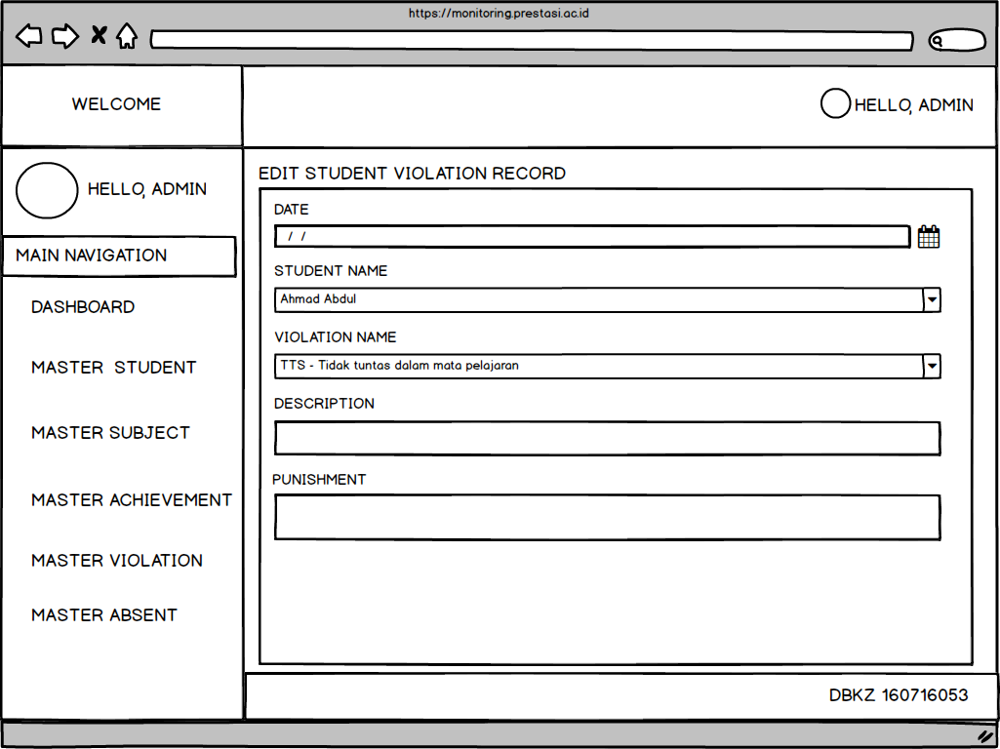 https://monitoring.prestasi.ac.id
WELCOME
HELLO, ADMIN
HELLO, ADMIN
MAIN NAVIGATION
DASHBOARD
MASTER STUDENT
MASTER SUBJECT
MASTER ACHIEVEMENT
MASTER VIOLATION
MASTER ABSENT
EDIT STUDENT VIOLATION RECORD
DATE
/ /
STUDENT NAME
Ahmad Abdul
VIOLATION NAME
TTS - Tidak tuntas dalam mata pelajaran
DESCRIPTION
PUNISHMENT
DBKZ 160716053